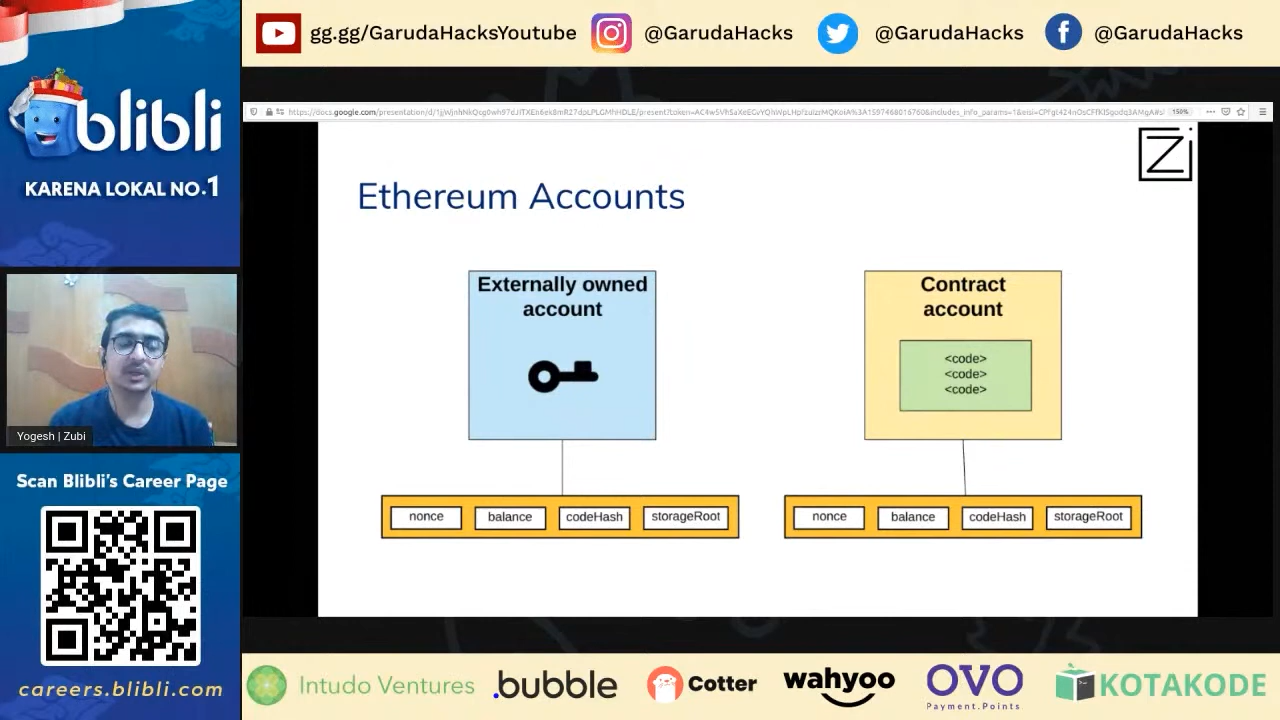 gg.gg/GarudaHacksYoutube
@GarudaHacks
@GarudaHacks
@GarudaHacks
blibli
KARENA LOKAL NO.1
150%
Zi
Ethereum Accounts
Externally owned
account
Contract
account
<code>
<code>
<code>
nonce
balance
codeHash
storageRoot
nonce
balance
codeHash
storageRoot
Yogesh | Zubi
Scan Blibli's Career Page
careers.blibli.com
Intudo Ventures
.bubble
Cotter
wahyoo
OVO
Payment.Points
KOTAKODE